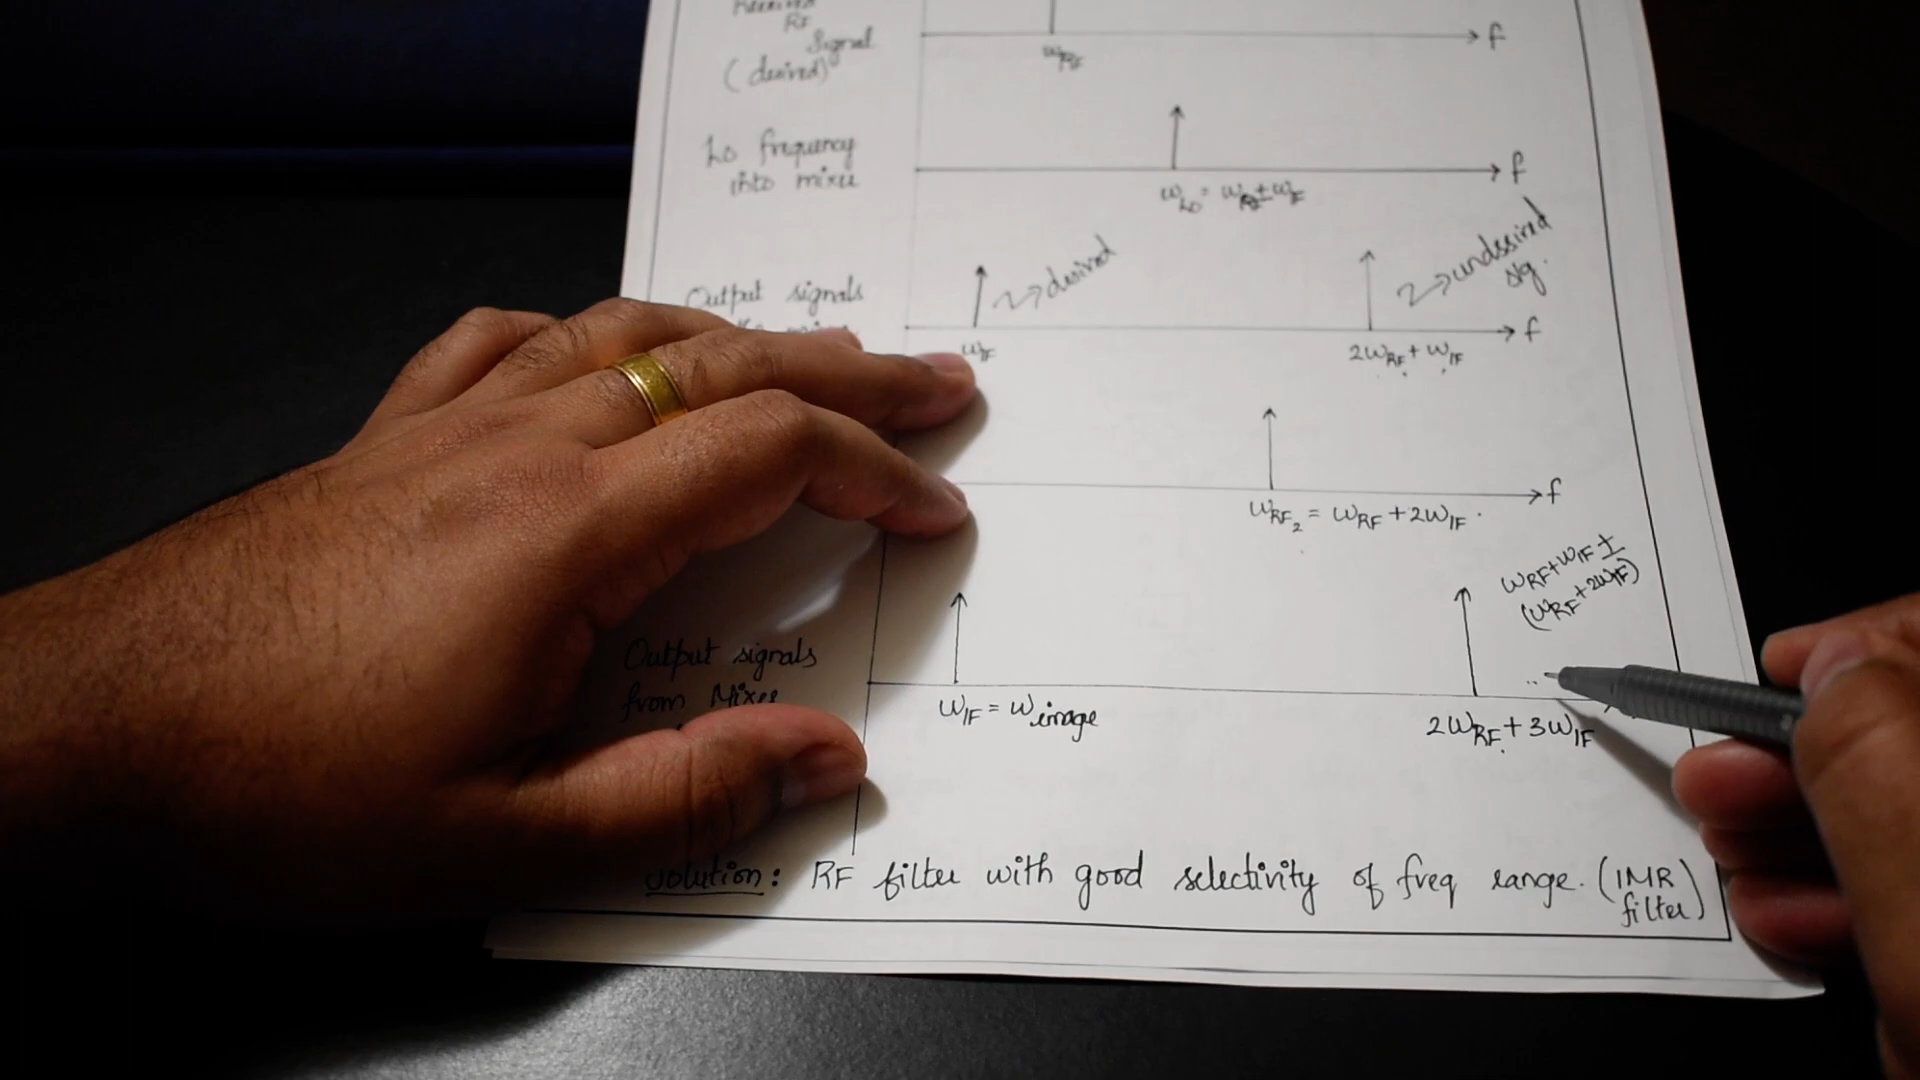 Received
RF
Signal
(desired)
f
ωRF
LO frequency
into mixer
f
ωLO = ωRF ± ωIF
Output signals
→ desired
→ undesired
sig.
f
ωIF
2ωRF + ωIF
f
ωRF₂ = ωRF + 2ωIF
ωRF + ωIF ±
(ωRF + 2ωIF)
Output signals
from Mixer
ωIF = ωimage
2ωRF + 3ωIF
Solution: RF filter with good selectivity of freq range. (IMR
filter)